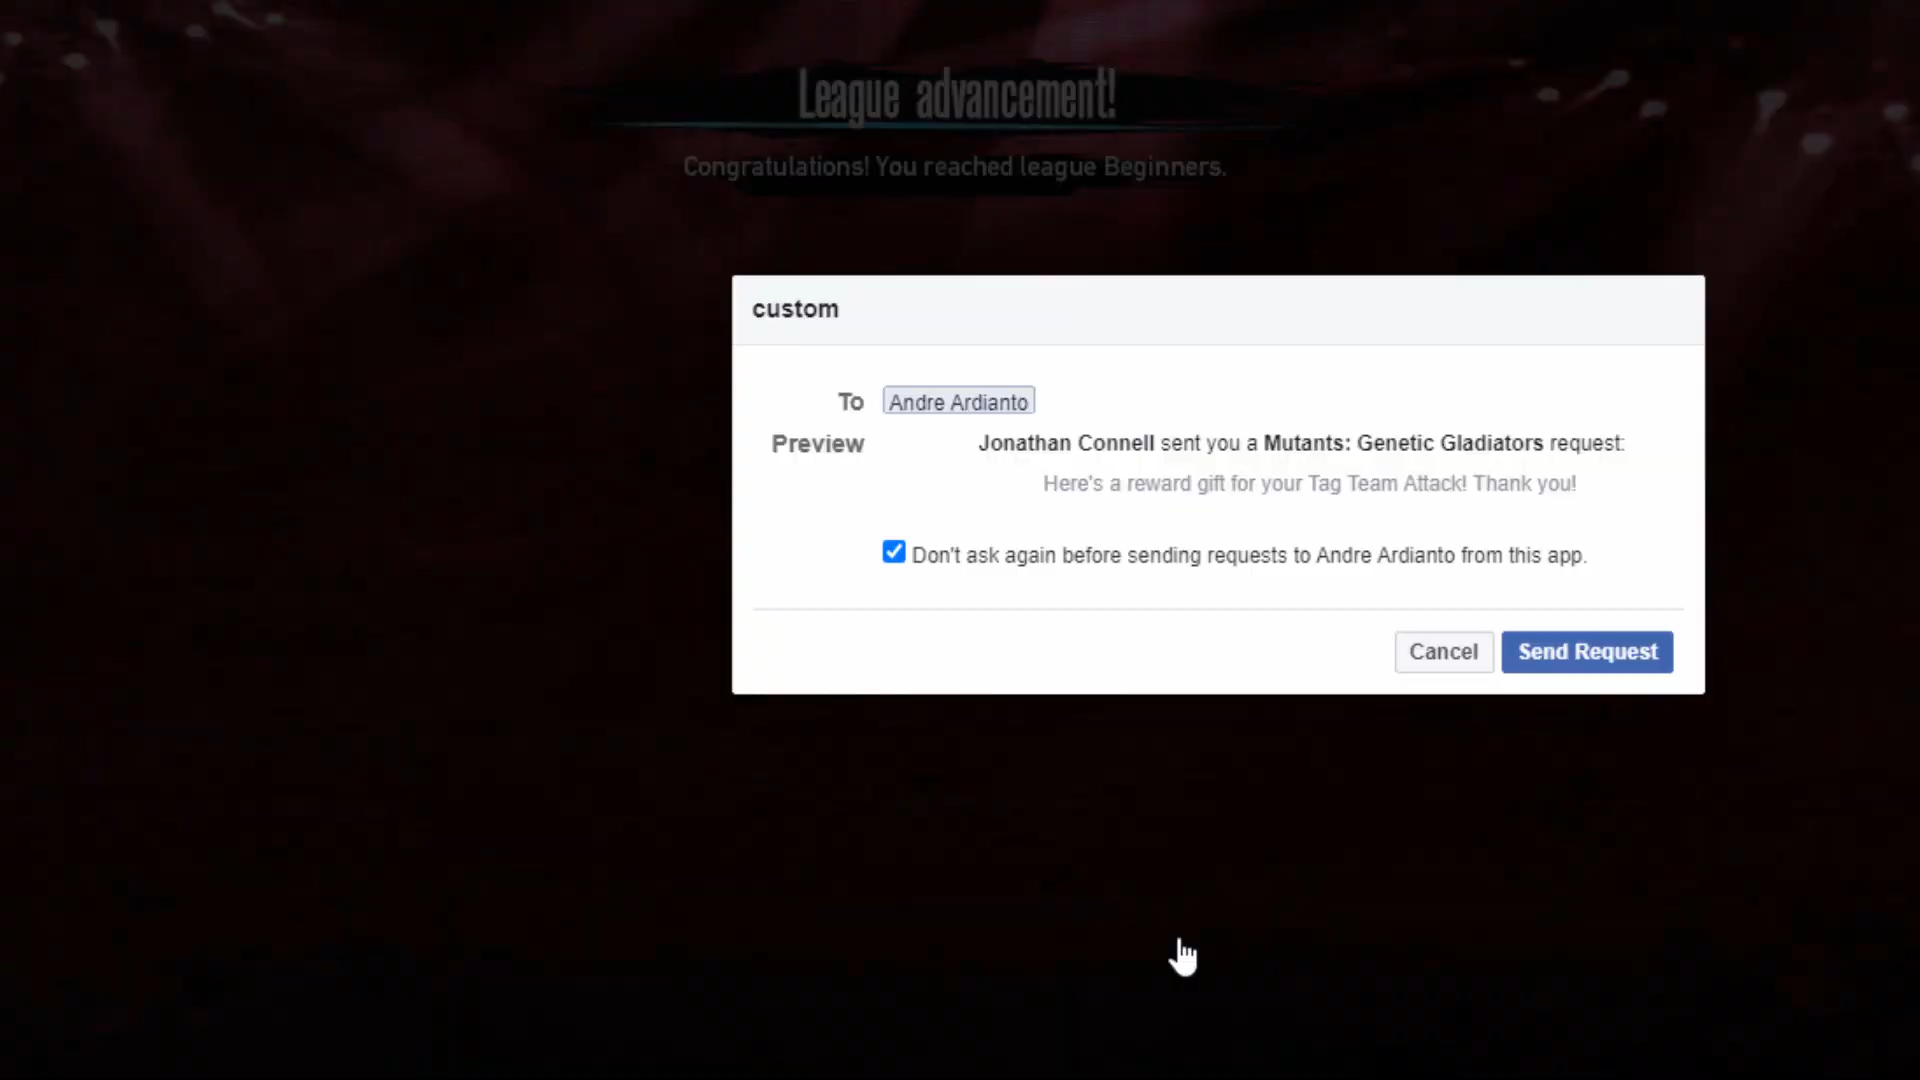 League advancement!
Congratulations! You reached league Beginners.
custom
To Andre Ardianto
Preview Jonathan Connell sent you a Mutants: Genetic Gladiators request:
Here's a reward gift for your Tag Team Attack! Thank you!
Don't ask again before sending requests to Andre Ardianto from this app.
Cancel Send Request